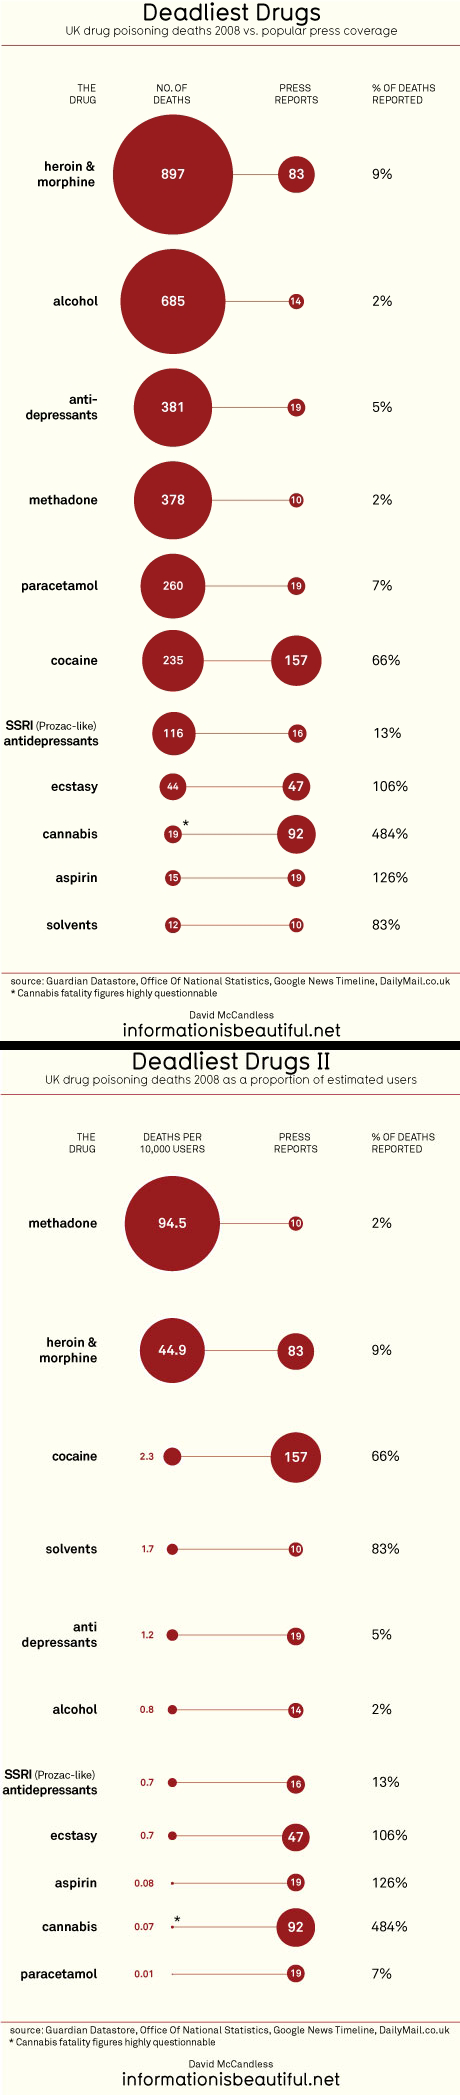 Deadliest Drugs
UK drug poisoning deaths 2008 vs. popular press coverage
THE DRUG NO. OF DEATHS PRESS REPORTS % OF DEATHS REPORTED
heroin & morphine 897 83 9%
alcohol 685 14 2%
anti-depressants 381 19 5%
methadone 378 10 2%
paracetamol 260 19 7%
cocaine 235 157 66%
SSRI (Prozac-like) antidepressants 116 16 13%
ecstasy 44 47 106%
cannabis 19 * 92 484%
aspirin 15 19 126%
solvents 12 10 83%
source: Guardian Datastore, Office Of National Statistics, Google News Timeline, DailyMail.co.uk
* Cannabis fatality figures highly questionnable
David McCandless
informationisbeautiful.net
Deadliest Drugs II
UK drug poisoning deaths 2008 as a proportion of estimated users
THE DRUG DEATHS PER 10,000 USERS PRESS REPORTS % OF DEATHS REPORTED
methadone 94.5 10 2%
heroin & morphine 44.9 83 9%
cocaine 2.3 157 66%
solvents 1.7 10 83%
anti depressants 1.2 19 5%
alcohol 0.8 14 2%
SSRI (Prozac-like) antidepressants 0.7 16 13%
ecstasy 0.7 47 106%
aspirin 0.08 19 126%
cannabis 0.07 * 92 484%
paracetamol 0.01 19 7%
source: Guardian Datastore, Office Of National Statistics, Google News Timeline, DailyMail.co.uk
* Cannabis fatality figures highly questionnable
David McCandless
informationisbeautiful.net